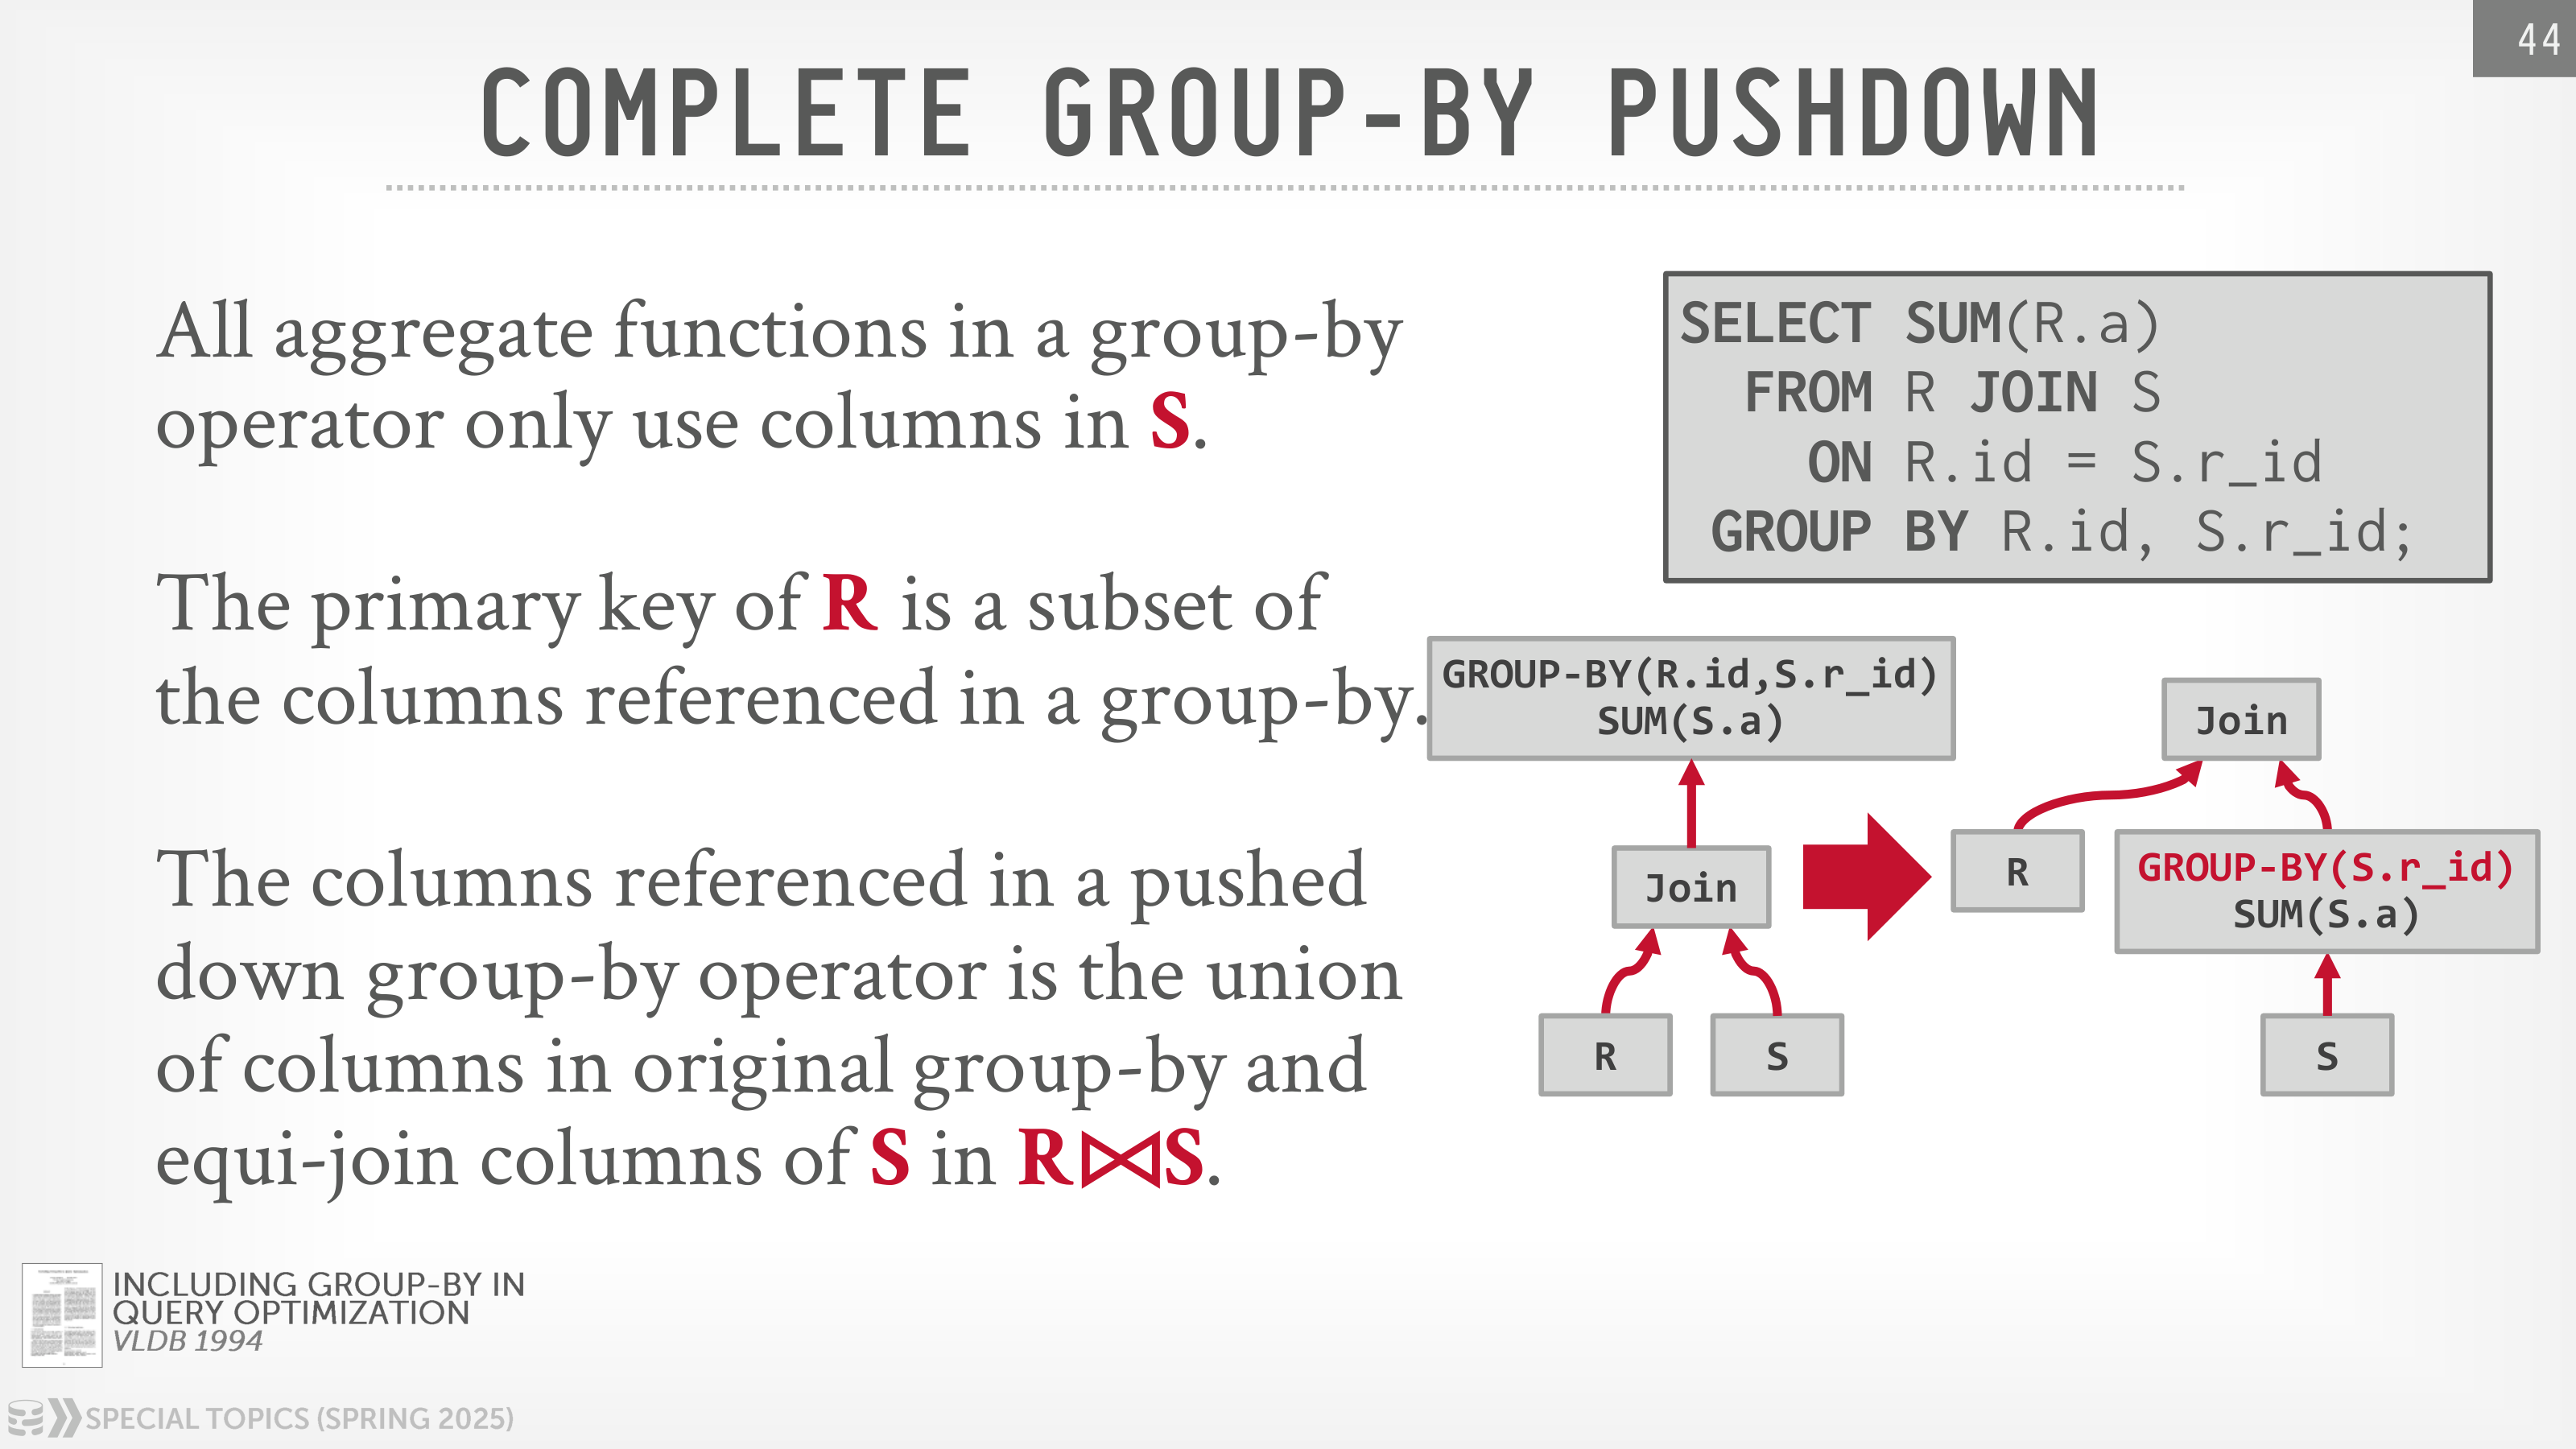 44
COMPLETE GROUP-BY PUSHDOWN
All aggregate functions in a group-by
operator only use columns in S.
The primary key of R is a subset of
the columns referenced in a group-by.
The columns referenced in a pushed
down group-by operator is the union
of columns in original group-by and
equi-join columns of S in R⋈S.
SELECT SUM(R.a)
FROM R JOIN S
ON R.id = S.r_id
GROUP BY R.id, S.r_id;
GROUP-BY(R.id,S.r_id)
SUM(S.a)
Join
R
S
Join
R
GROUP-BY(S.r_id)
SUM(S.a)
S
INCLUDING GROUP-BY IN
QUERY OPTIMIZATION
VLDB 1994
SPECIAL TOPICS (SPRING 2025)